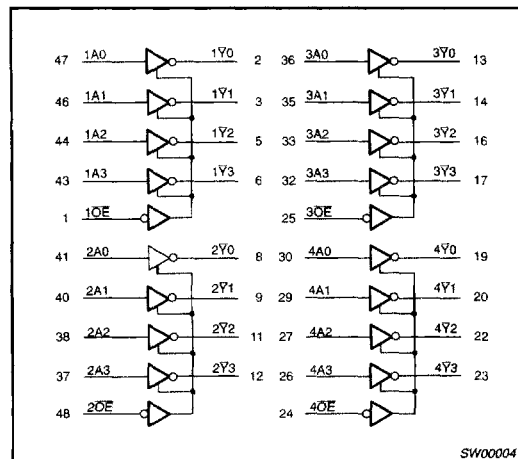 47 1A0 1Y̅0 2 36 3A0 3Y̅0 13
46 1A1 1Y̅1 3 35 3A1 3Y̅1 14
44 1A2 1Y̅2 5 33 3A2 3Y̅2 16
43 1A3 1Y̅3 6 32 3A3 3Y̅3 17
1 1O̅E̅ 25 3O̅E̅
41 2A0 2Y̅0 8 30 4A0 4Y̅0 19
40 2A1 2Y̅1 9 29 4A1 4Y̅1 20
38 2A2 2Y̅2 11 27 4A2 4Y̅2 22
37 2A3 2Y̅3 12 26 4A3 4Y̅3 23
48 2O̅E̅ 24 4O̅E̅
SW00004